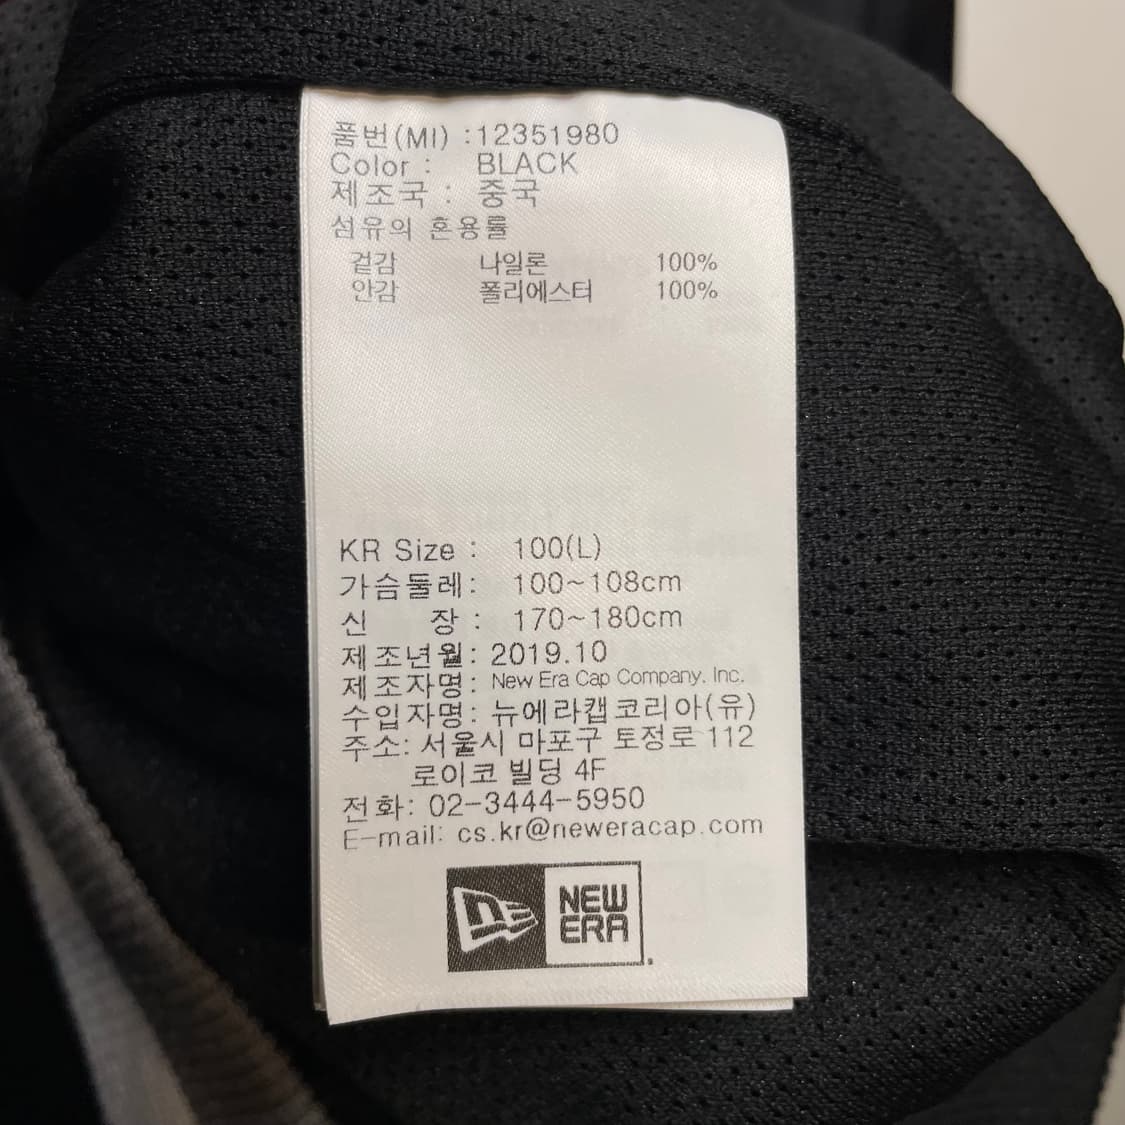 품번(MI) :12351980
Color : BLACK
제조국 : 중국
섬유의 혼용률
겉감 나일론 100%
안감 폴리에스터 100%
KR Size : 100(L)
가슴둘레: 100~108cm
신 장 : 170~180cm
제조년월: 2019.10
제조자명: New Era Cap Company. Inc.
수입자명: 뉴에라캡코리아(유)
주소: 서울시 마포구 토정로 112
로이코 빌딩 4F
전화: 02-3444-5950
E-mail: cs.kr@neweracap.com
NEW
ERA